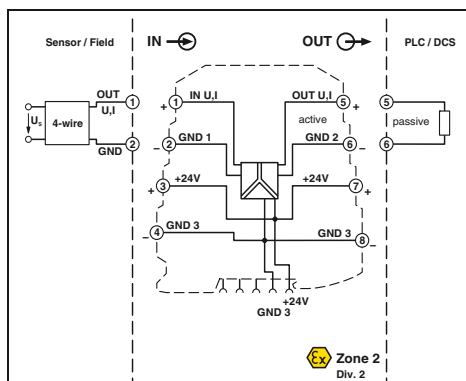 Sensor / Field
IN
OUT
PLC / DCS
OUT
U,I
1
+
1
IN U,I
OUT U,I
5
+
5
Us
4-wire
active
passive
GND
2
–
2
GND 1
GND 2
6
–
6
+
3
+24V
+24V
7
+
–
4
GND 3
GND 3
8
–
+24V
GND 3
Ex
Zone 2
Div. 2